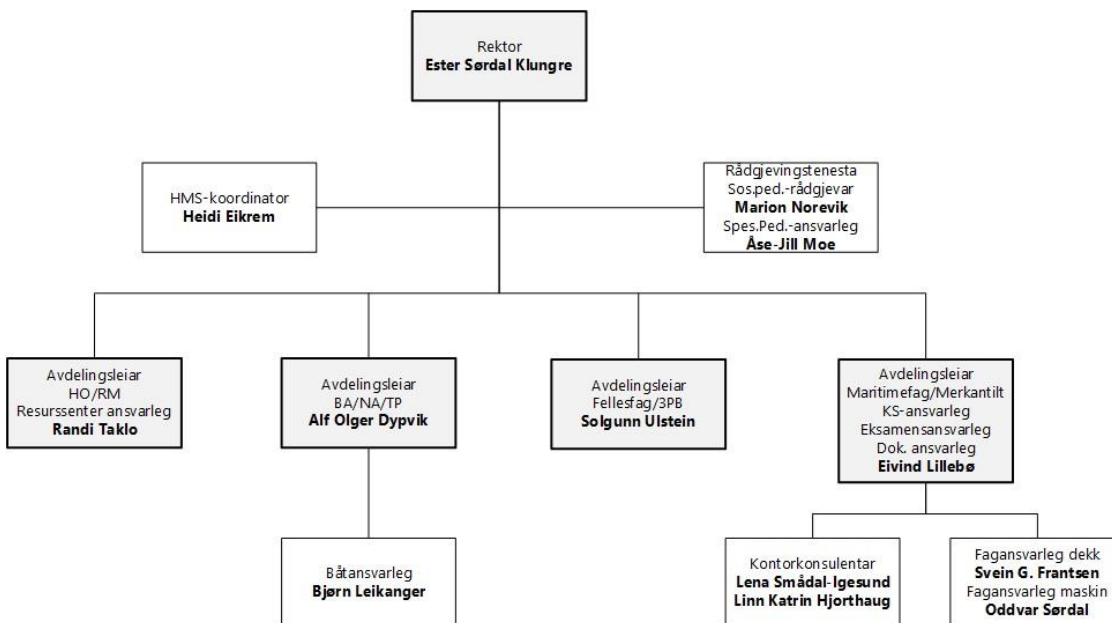 Rektor
Ester Sørdal Klungre
HMS-koordinator
Heidi Eikrem
Rådgjevingstenesta
Sos.ped.-rådgjevar
Marion Norevik
Spes.Ped.-ansvarleg
Åse-Jill Moe
Avdelingsleiar
HO/RM
Resurssenter ansvarleg
Randi Taklo
Avdelingsleiar
BA/NA/TP
Alf Olger Dypvik
Avdelingsleiar
Fellesfag/3PB
Solgunn Ulstein
Avdelingsleiar
Maritimefag/Merkantilt
KS-ansvarleg
Eksamensansvarleg
Dok. ansvarleg
Eivind Lillebø
Båtansvarleg
Bjørn Leikanger
Kontorkonsulentar
Lena Smådal-Igesund
Linn Katrin Hjorthaug
Fagansvarleg dekk
Svein G. Frantsen
Fagansvarleg maskin
Oddvar Sørdal